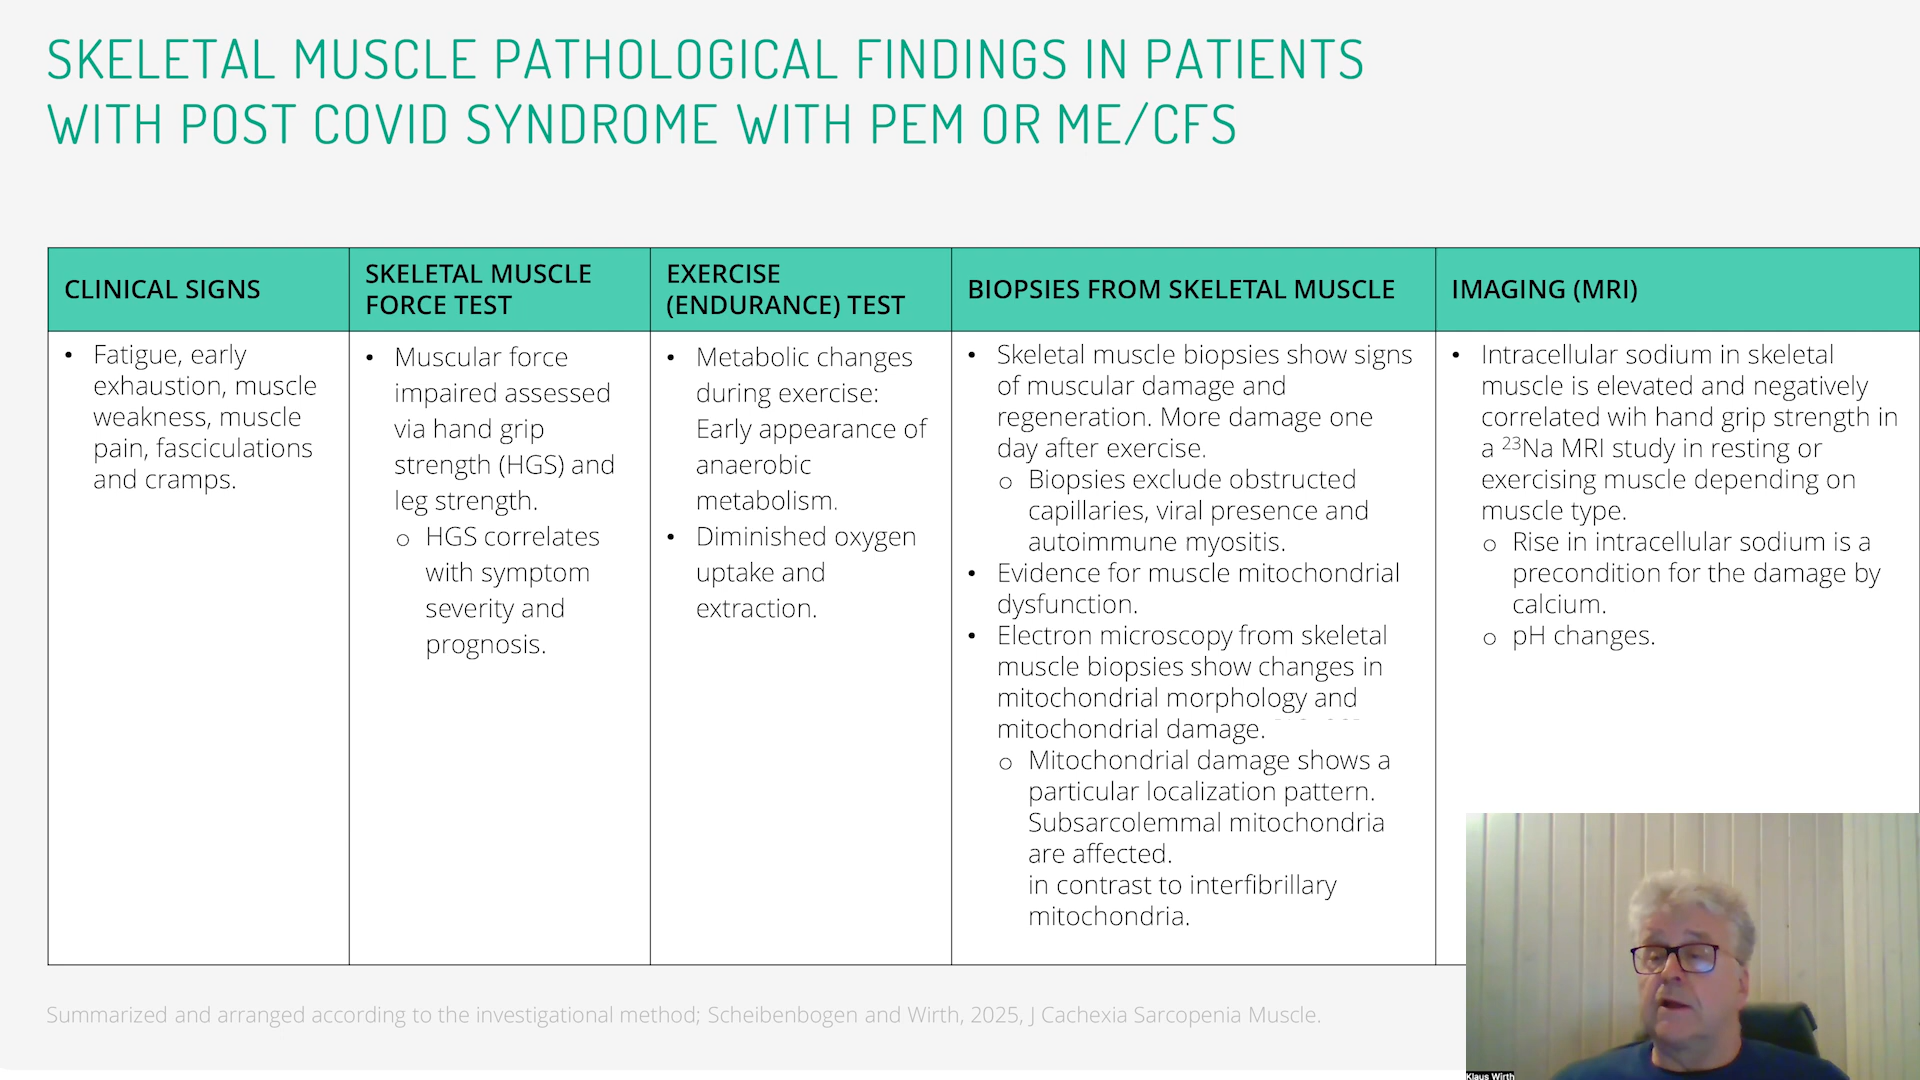 SKELETAL MUSCLE PATHOLOGICAL FINDINGS IN PATIENTS
WITH POST COVID SYNDROME WITH PEM OR ME/CFS
CLINICAL SIGNS
• Fatigue, early
exhaustion, muscle
weakness, muscle
pain, fasciculations
and cramps.
SKELETAL MUSCLE
FORCE TEST
• Muscular force
impaired assessed
via hand grip
strength (HGS) and
leg strength.
o HGS correlates
with symptom
severity and
prognosis.
EXERCISE
(ENDURANCE) TEST
• Metabolic changes
during exercise:
Early appearance of
anaerobic
metabolism.
• Diminished oxygen
uptake and
extraction.
BIOPSIES FROM SKELETAL MUSCLE
• Skeletal muscle biopsies show signs
of muscular damage and
regeneration. More damage one
day after exercise.
o Biopsies exclude obstructed
capillaries, viral presence and
autoimmune myositis.
• Evidence for muscle mitochondrial
dysfunction.
• Electron microscopy from skeletal
muscle biopsies show changes in
mitochondrial morphology and
mitochondrial damage.
o Mitochondrial damage shows a
particular localization pattern.
Subsarcolemmal mitochondria
are affected.
in contrast to interfibrillary
mitochondria.
IMAGING (MRI)
• Intracellular sodium in skeletal
muscle is elevated and negatively
correlated wih hand grip strength in
a ²³Na MRI study in resting or
exercising muscle depending on
muscle type.
o Rise in intracellular sodium is a
precondition for the damage by
calcium.
o pH changes.
Summarized and arranged according to the investigational method; Scheibenbogen and Wirth, 2025, J Cachexia Sarcopenia Muscle.
Klaus Wirth